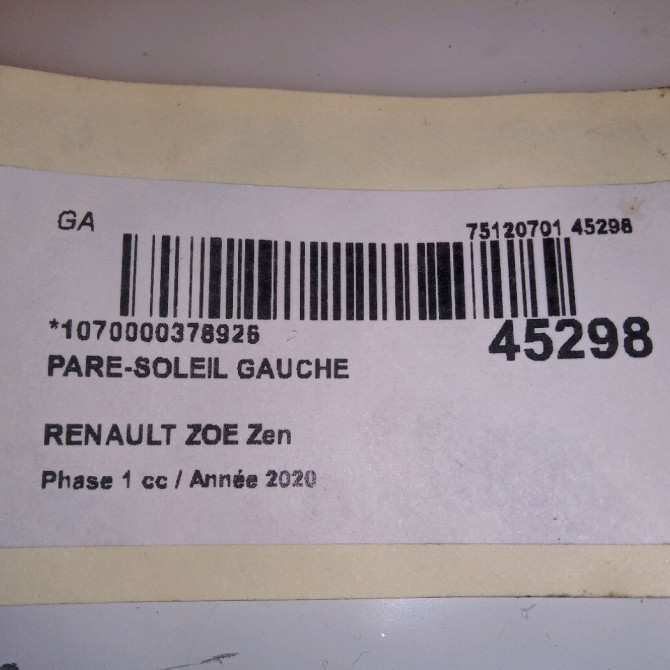 GA
75120701 45298
*1070000378926
45298
PARE-SOLEIL GAUCHE
RENAULT ZOE Zen
Phase 1 cc / Année 2020